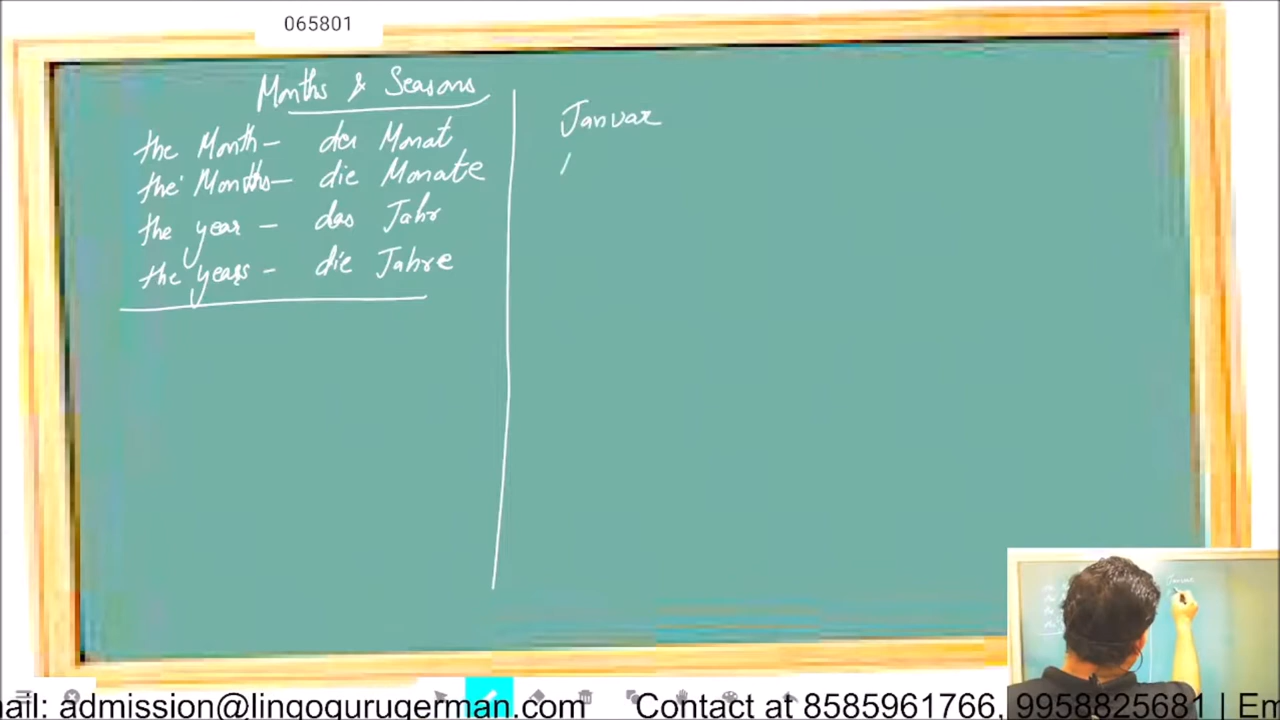 065801
Months & Seasons
the Month – der Monat
the Months – die Monate
the year – das Jahr
the years – die Jahre
Januar
ail: admission@lingogurugerman.com Contact at 8585961766, 9958825681 | Em